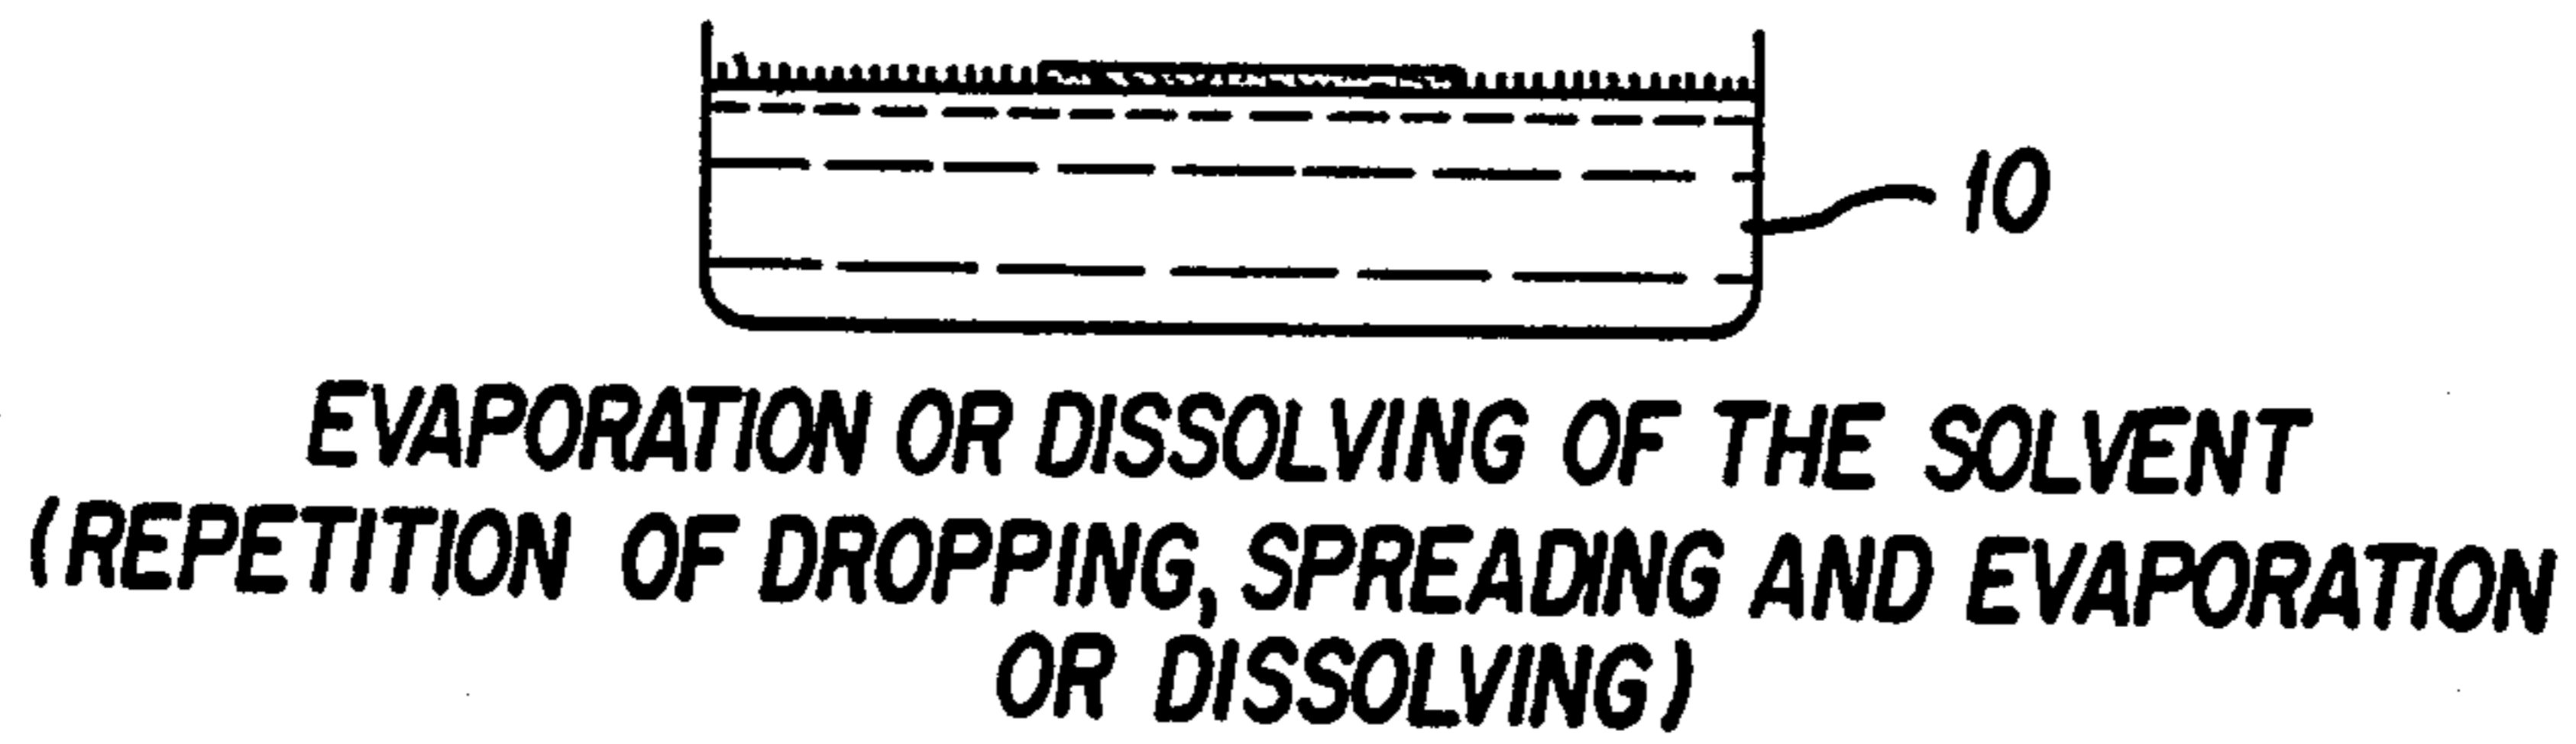 10
EVAPORATION OR DISSOLVING OF THE SOLVENT
(REPETITION OF DROPPING, SPREADING AND EVAPORATION
OR DISSOLVING)